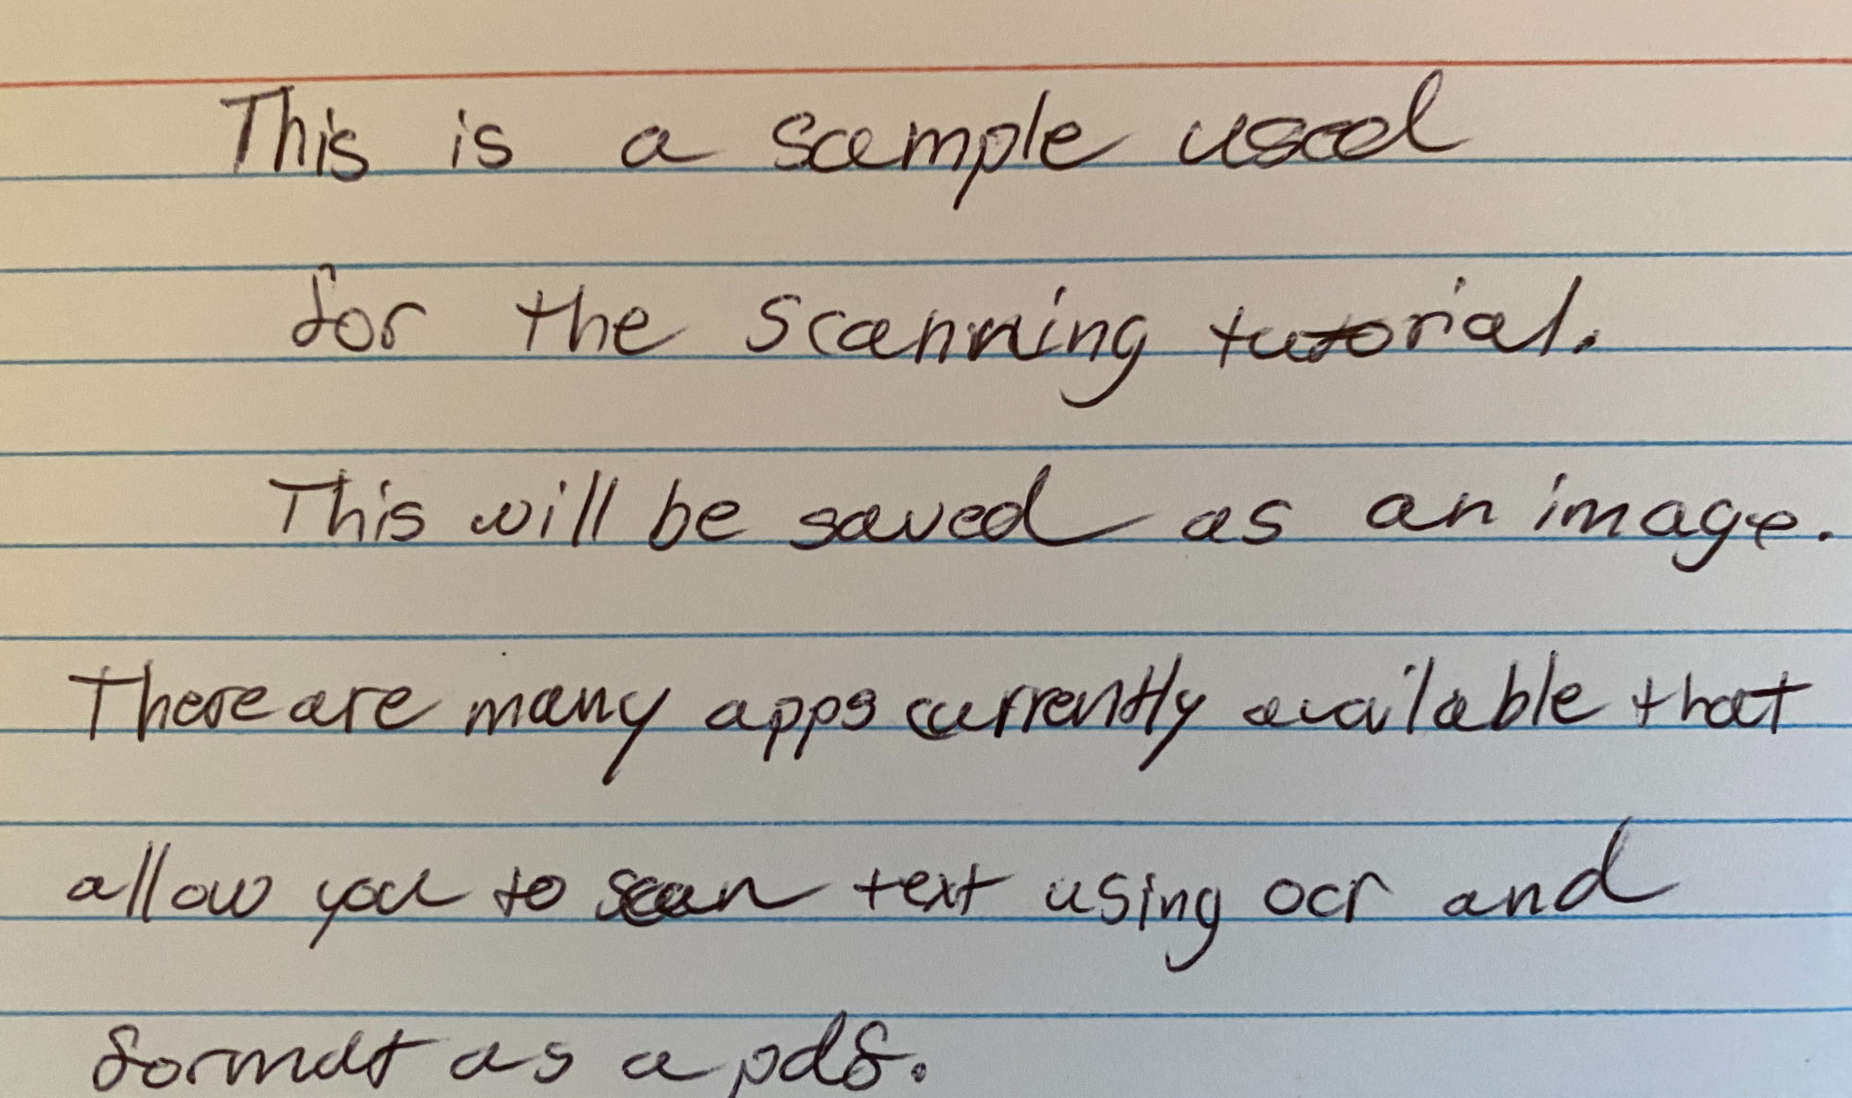 This is a sample used
for the scanning tutorial.
This will be saved as an image.
There are many apps currently available that
allow you to scan text using ocr and
format as a pdf.